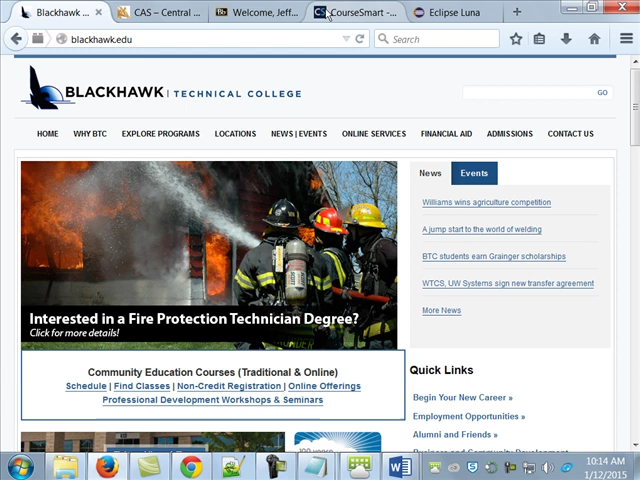 Blackhawk ...
CAS – Central ...
Welcome, Jeff...
CourseSmart -...
Eclipse Luna
blackhawk.edu
Search
BLACKHAWK | TECHNICAL COLLEGE
GO
HOME WHY BTC EXPLORE PROGRAMS LOCATIONS NEWS | EVENTS ONLINE SERVICES FINANCIAL AID ADMISSIONS CONTACT US
News Events
Williams wins agriculture competition
A jump start to the world of welding
BTC students earn Grainger scholarships
WTCS, UW Systems sign new transfer agreement
More News
Interested in a Fire Protection Technician Degree?
Click for more details!
Community Education Courses (Traditional & Online)
Schedule | Find Classes | Non-Credit Registration | Online Offerings
Professional Development Workshops & Seminars
Quick Links
Begin Your New Career »
Employment Opportunities »
Alumni and Friends »
10:14 AM
1/12/2015